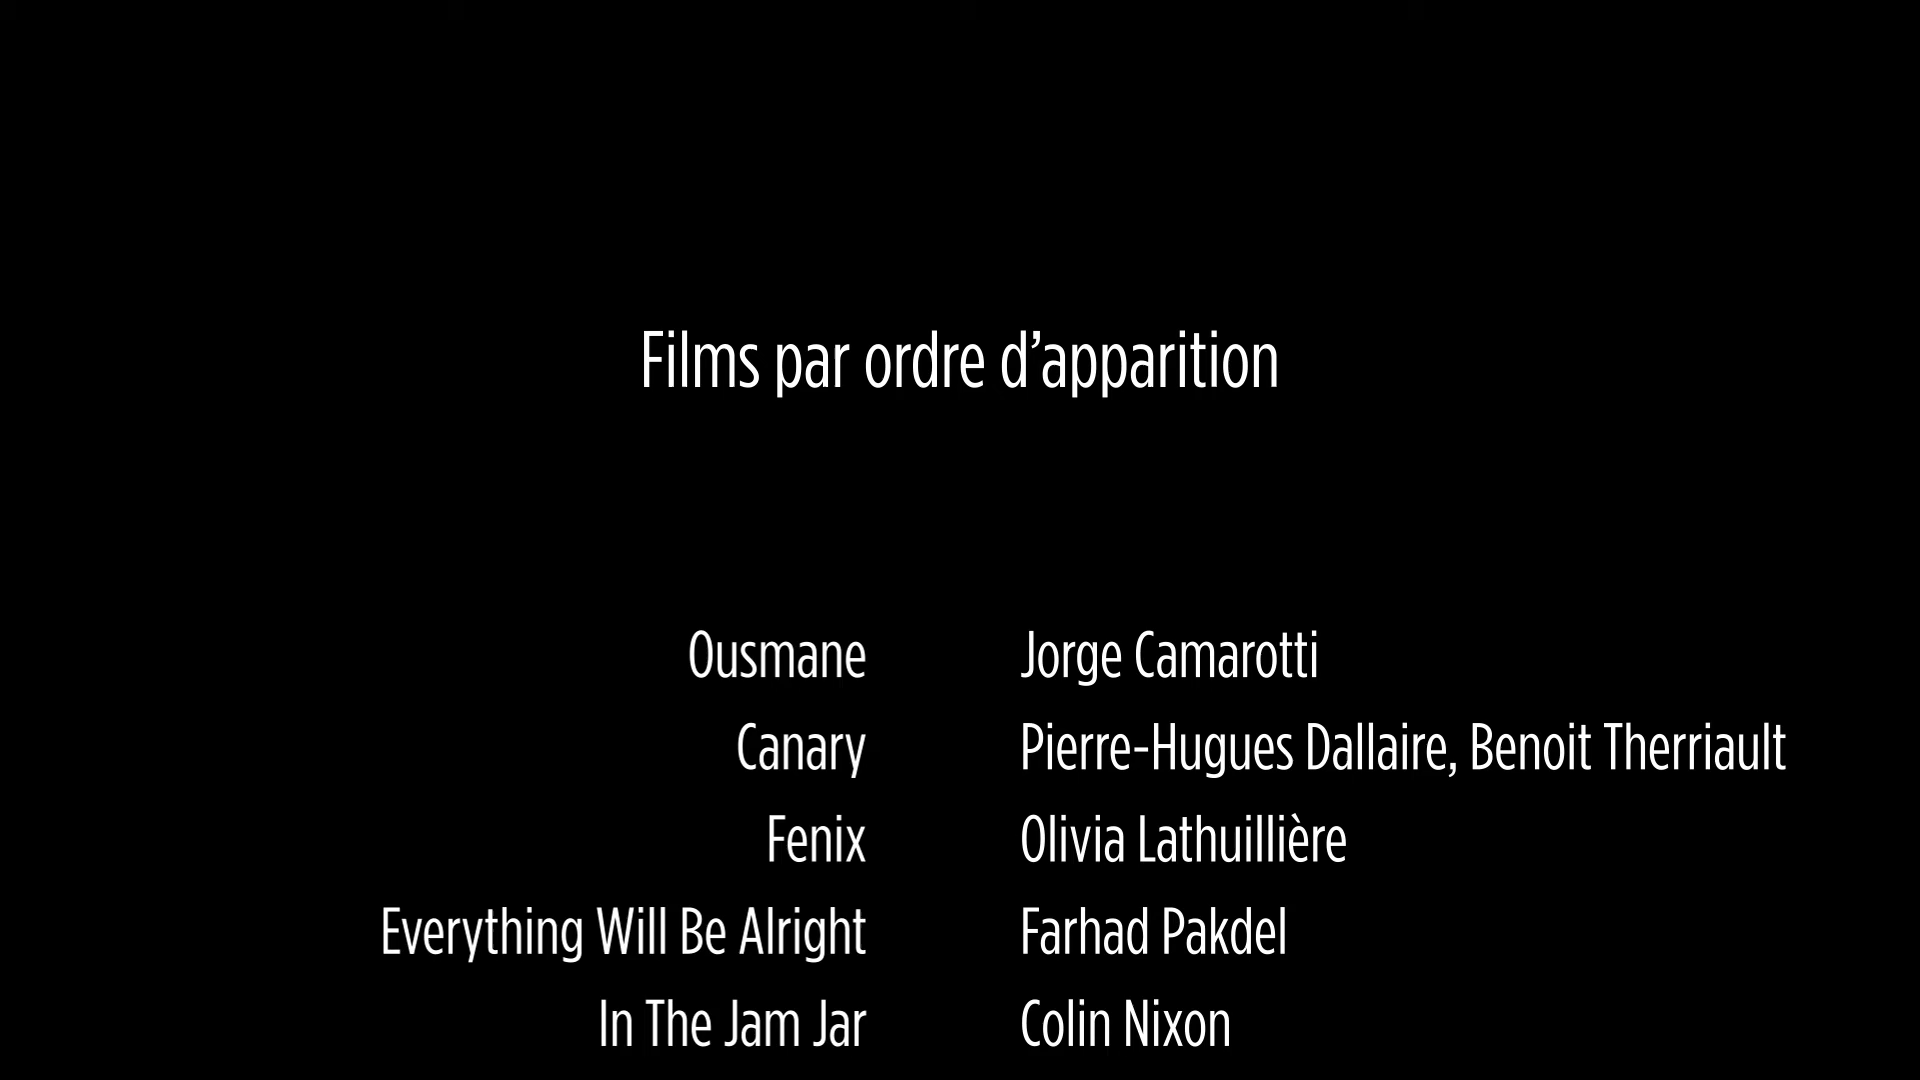 Films par ordre d’apparition
Ousmane Jorge Camarotti
Canary Pierre-Hugues Dallaire, Benoit Therriault
Fenix Olivia Lathuillière
Everything Will Be Alright Farhad Pakdel
In The Jam Jar Colin Nixon